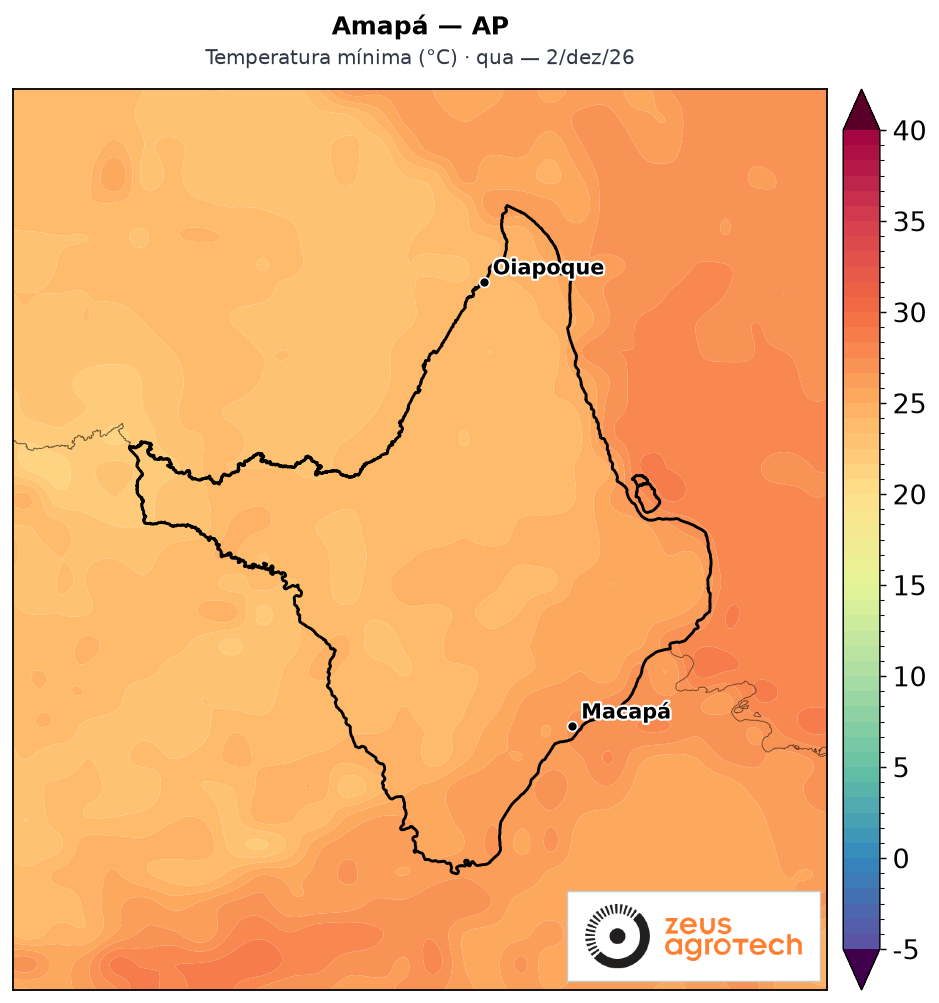 Amapá — AP
Temperatura mínima (°C) · qua — 2/dez/26
40
35
30
25
20
15
10
5
0
-5
Oiapoque
Macapá
zeus
agrotech